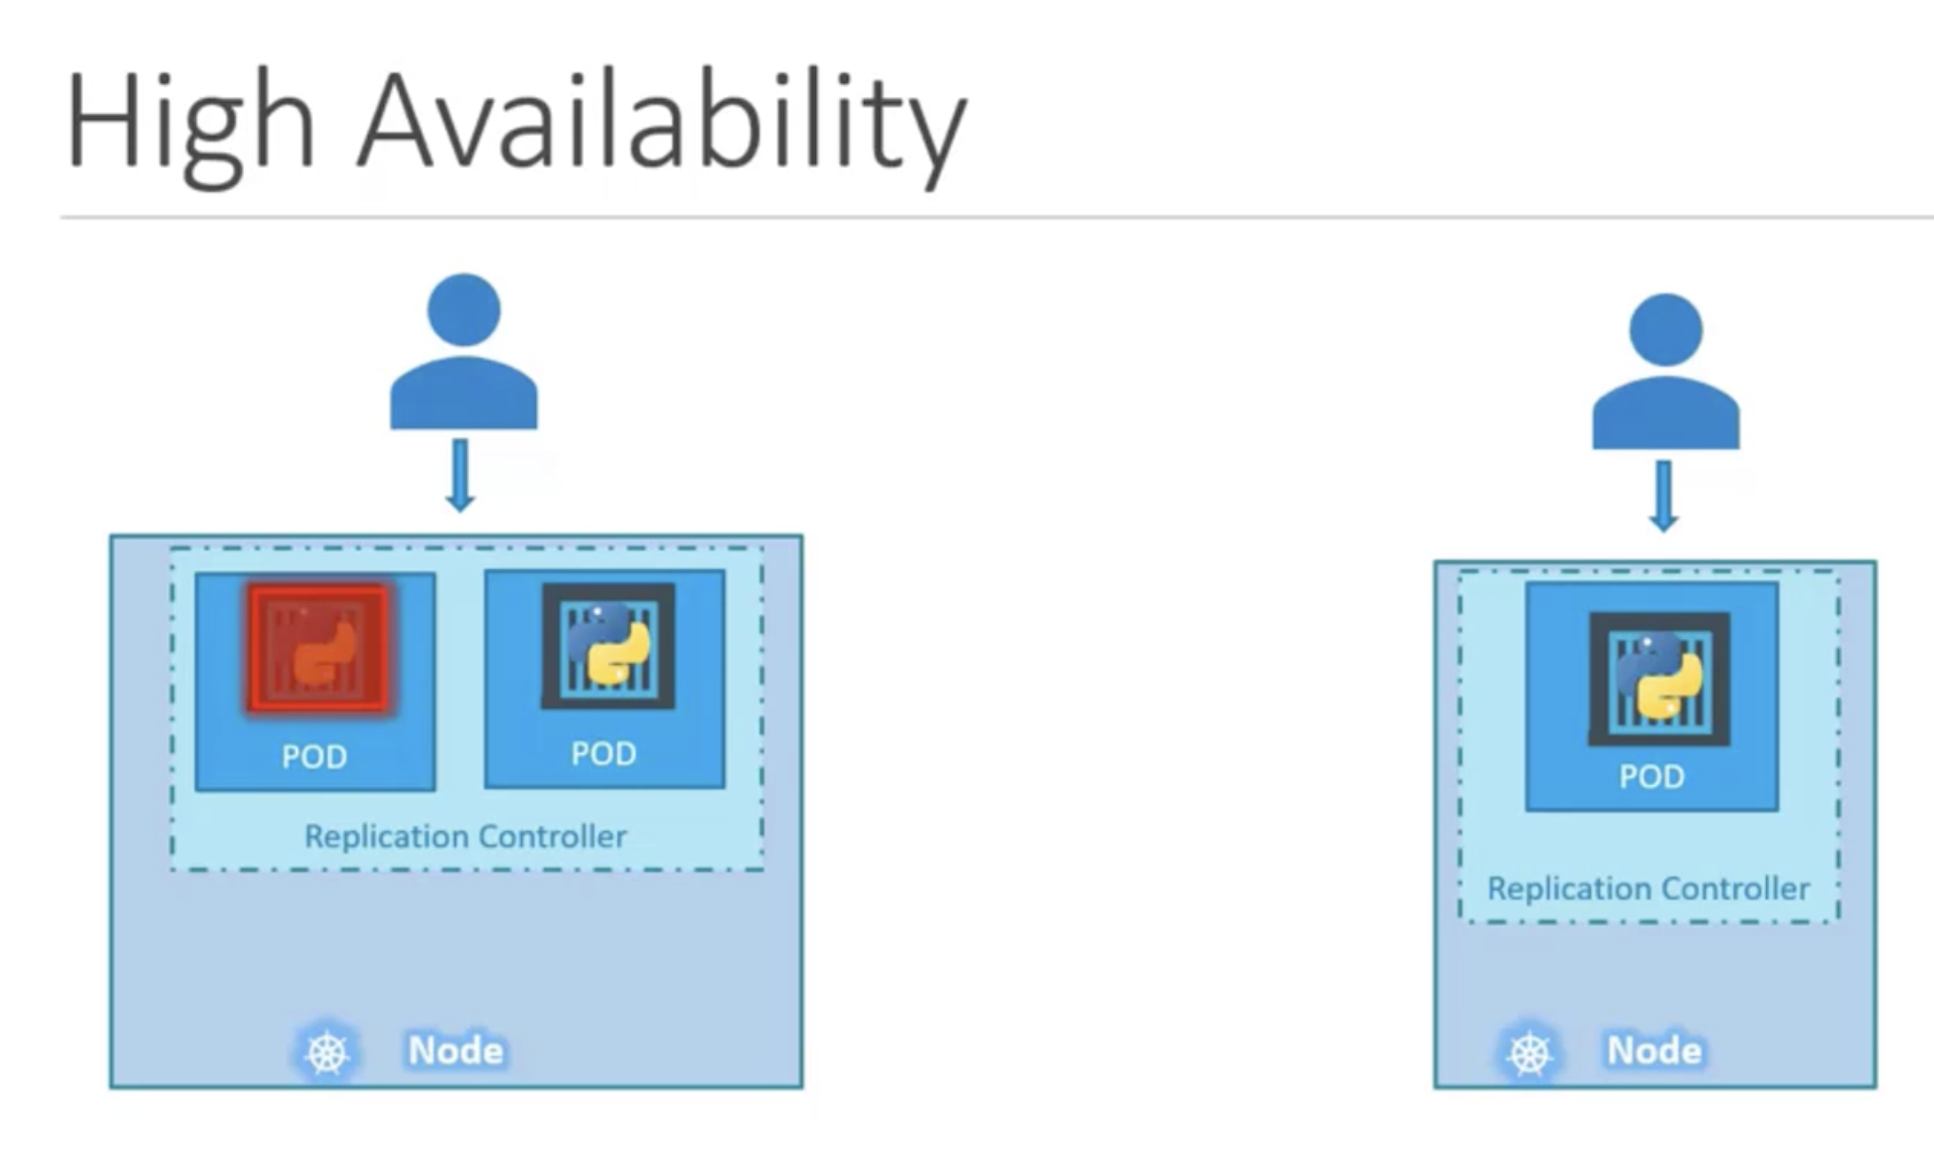 High Availability
POD
POD
Replication Controller
Node
POD
Replication Controller
Node